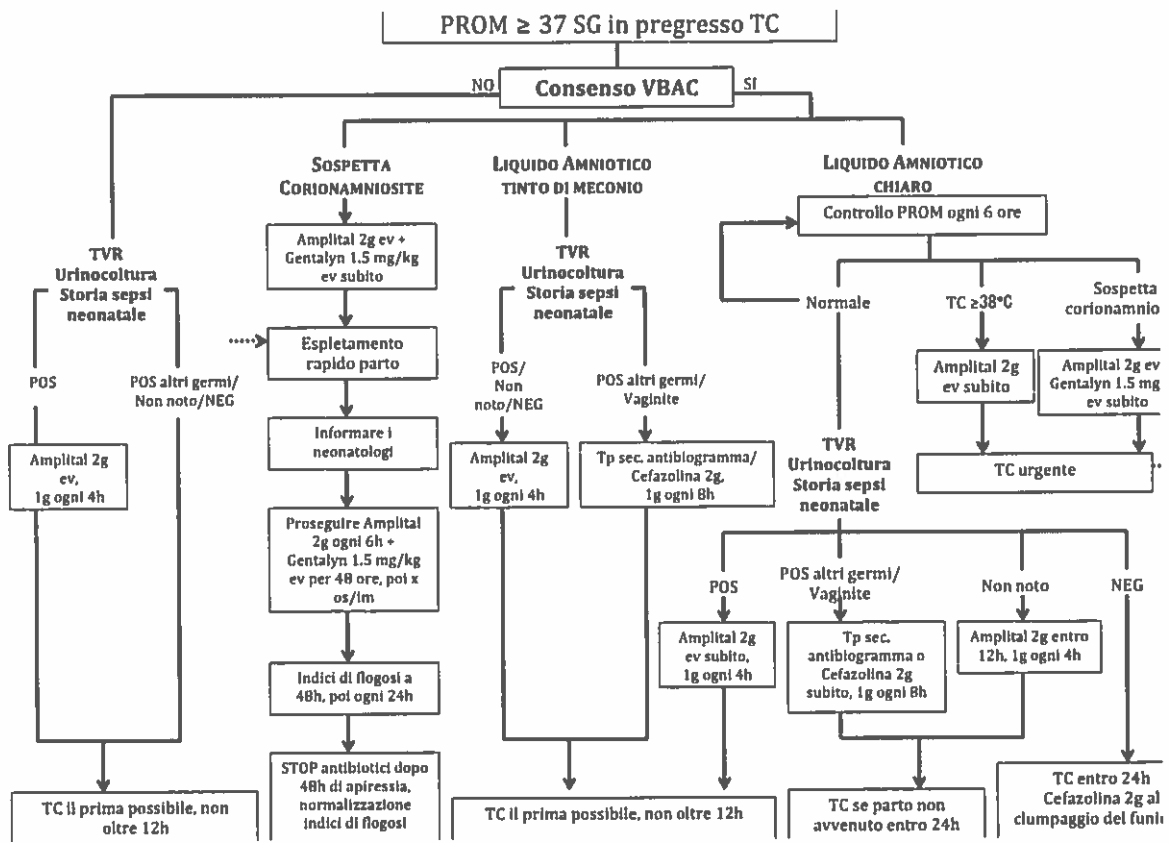 PROM ≥ 37 SG in pregresso TC
NO
Consenso VBAC
SI
TVR
Urinocoltura
Storia sepsi
neonatale
POS
POS altri germi/
Non noto/NEG
Amplital 2g
ev,
1g ogni 4h
TC il prima possibile, non
oltre 12h
SOSPETTA
CORIONAMNIOSITE
Amplital 2g ev +
Gentalyn 1.5 mg/kg
ev subito
Espletamento
rapido parto
Informare i
neonatologi
Proseguire Amplital
2g ogni 6h +
Gentalyn 1.5 mg/kg
ev per 48 ore, poi x
os/im
Indici di flogosi a
48h, poi ogni 24h
STOP antibiotici dopo
48h di apiressia,
normalizzazione
indici di flogosi
LIQUIDO AMNIOTICO
TINTO DI MECONIO
TVR
Urinocoltura
Storia sepsi
neonatale
POS/
Non
noto/NEG
POS altri germi/
Vaginite
Amplital 2g
ev,
1g ogni 4h
Tp sec. antibiogramma/
Cefazolina 2g,
1g ogni 8h
TC il prima possibile, non oltre 12h
LIQUIDO AMNIOTICO
CHIARO
Controllo PROM ogni 6 ore
Normale
TC ≥38°C
Sospetta
corionamnio
Amplital 2g
ev subito
Amplital 2g ev
Gentalyn 1.5 mg
ev subito
TC urgente
TVR
Urinocoltura
Storia sepsi
neonatale
POS
POS altri germi/
Vaginite
Non noto
NEG
Amplital 2g
ev subito,
1g ogni 4h
Tp sec.
antibiogramma o
Cefazolina 2g
subito, 1g ogni 8h
Amplital 2g entro
12h, 1g ogni 4h
TC se parto non
avvenuto entro 24h
TC entro 24h
Cefazolina 2g al
clumpaggio del funi